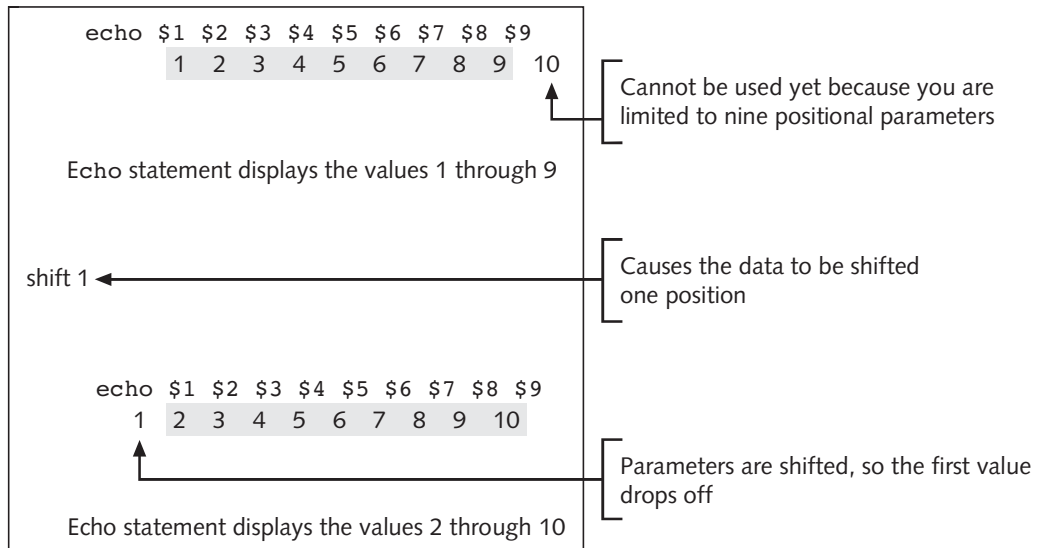 echo $1 $2 $3 $4 $5 $6 $7 $8 $9
1 2 3 4 5 6 7 8 9 10
Cannot be used yet because you are
limited to nine positional parameters
Echo statement displays the values 1 through 9
shift 1
Causes the data to be shifted
one position
echo $1 $2 $3 $4 $5 $6 $7 $8 $9
1 2 3 4 5 6 7 8 9 10
Parameters are shifted, so the first value
drops off
Echo statement displays the values 2 through 10